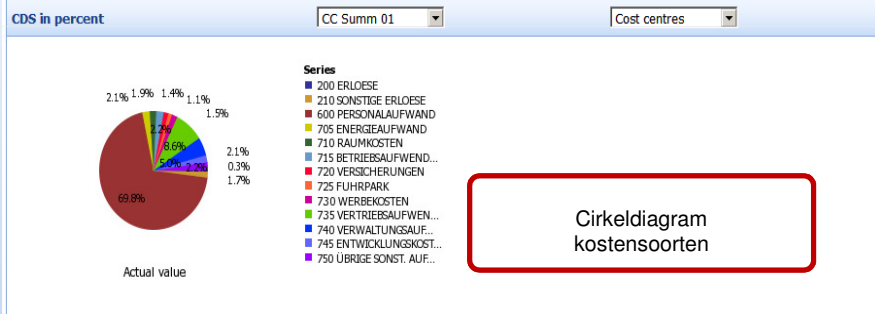 CDS in percent
CC Summ 01
Cost centres
2.1%
1.9%
1.4%
1.1%
1.5%
2.2%
8.6%
2.1%
5.0%
2.2%
0.3%
1.7%
69.8%
Actual value
Series
200 ERLOESE
210 SONSTIGE ERLOESE
600 PERSONALAUFWAND
705 ENERGIEAUFWAND
710 RAUMKOSTEN
715 BETRIEBSAUFWEND...
720 VERSICHERUNGEN
725 FUHRPARK
730 WERBEKOSTEN
735 VERTRIEBSAUFWEN...
740 VERWALTUNGSAUF...
745 ENTWICKLUNGSKOST...
750 ÜBRIGE SONST. AUF...
Cirkeldiagram
kostensoorten